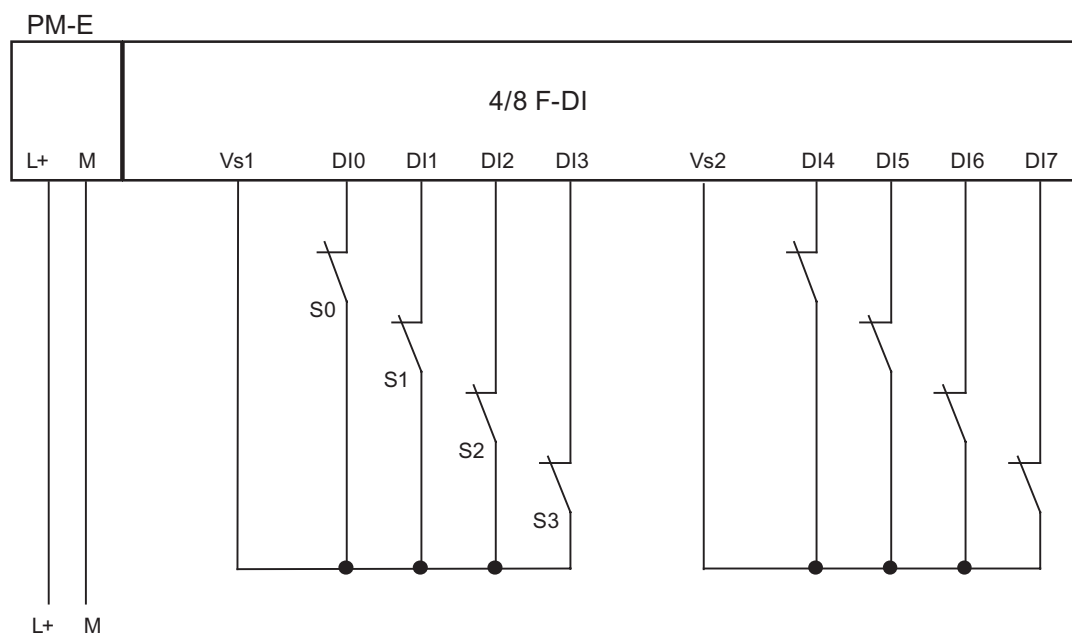 PM-E
4/8 F-DI
L+ M Vs1 DI0 DI1 DI2 DI3 Vs2 DI4 DI5 DI6 DI7
S0
S1
S2
S3
L+ M